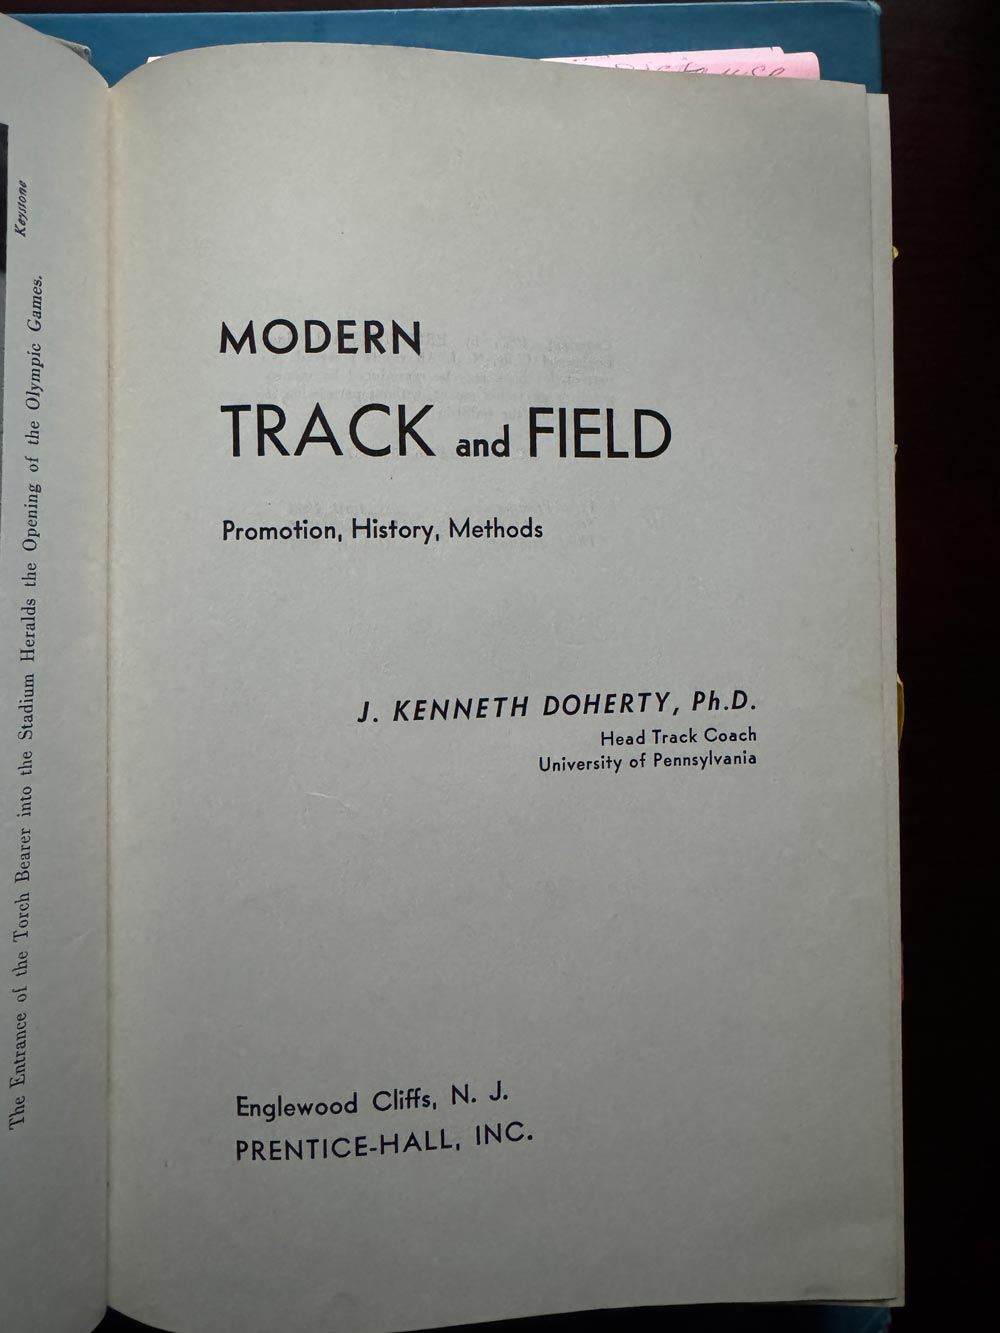 The Entrance of the Torch Bearer into the Stadium Heralds the Opening of the Olympic Games.
Keystone
MODERN
TRACK and FIELD
Promotion, History, Methods
J. KENNETH DOHERTY, Ph.D.
Head Track Coach
University of Pennsylvania
Englewood Cliffs, N. J.
PRENTICE-HALL, INC.